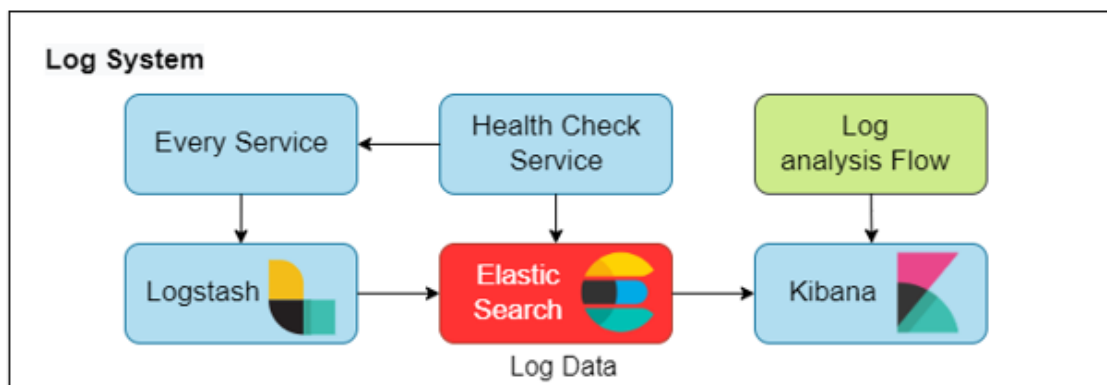 Log System
Every Service
Health Check
Service
Log
analysis Flow
Logstash
Elastic
Search
Kibana
Log Data